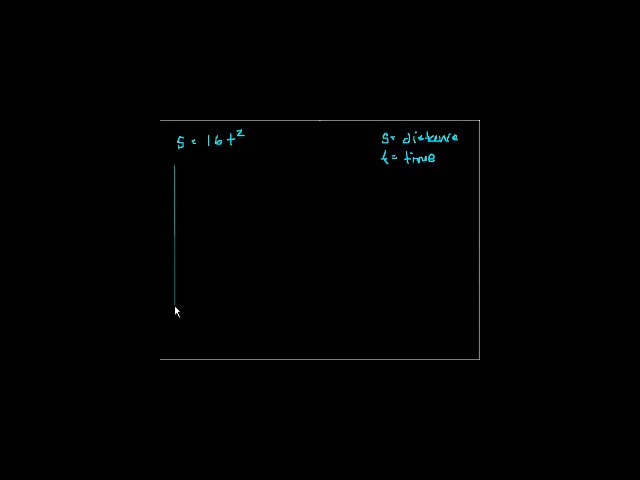 s = 16t²
s = distance
t = time